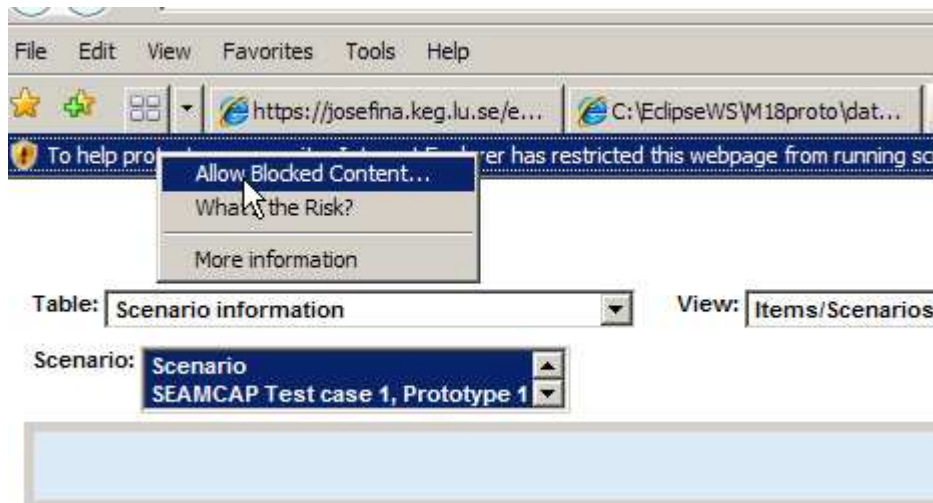 File Edit View Favorites Tools Help
https://josefina.keg.lu.se/e... C:\EclipseWS\M18proto\dat...
To help er has restricted this webpage from running
Allow Blocked Content...
What's the Risk?
More information
Table: Scenario information View: Items/Scenarios
Scenario: Scenario
SEAMCAP Test case 1, Prototype 1